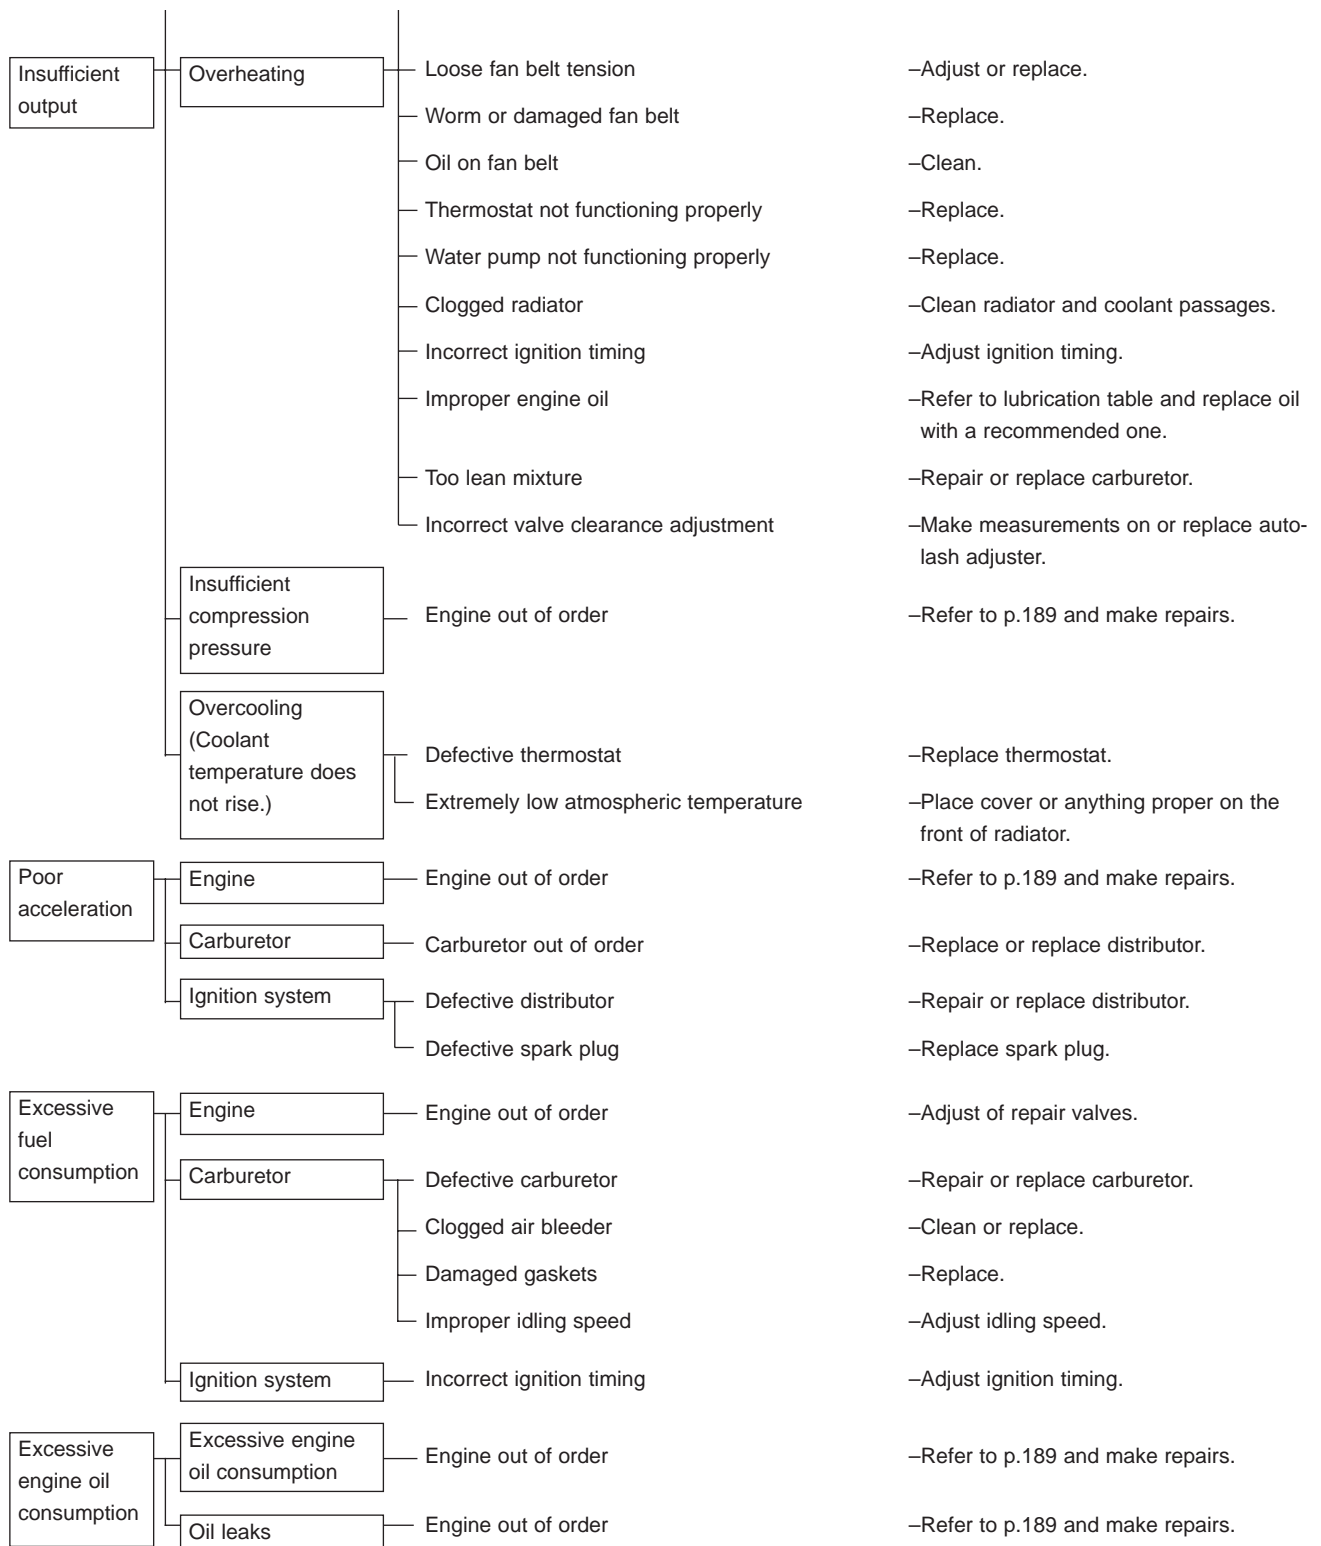 Insufficient
output
Overheating
Loose fan belt tension
–Adjust or replace.
Worm or damaged fan belt
–Replace.
Oil on fan belt
–Clean.
Thermostat not functioning properly
–Replace.
Water pump not functioning properly
–Replace.
Clogged radiator
–Clean radiator and coolant passages.
Incorrect ignition timing
–Adjust ignition timing.
Improper engine oil
–Refer to lubrication table and replace oil
with a recommended one.
Too lean mixture
–Repair or replace carburetor.
Incorrect valve clearance adjustment
–Make measurements on or replace auto-
lash adjuster.
Insufficient
compression
pressure
Engine out of order
–Refer to p.189 and make repairs.
Overcooling
(Coolant
temperature does
not rise.)
Defective thermostat
–Replace thermostat.
Extremely low atmospheric temperature
–Place cover or anything proper on the
front of radiator.
Poor
acceleration
Engine
Engine out of order
–Refer to p.189 and make repairs.
Carburetor
Carburetor out of order
–Replace or replace distributor.
Ignition system
Defective distributor
–Repair or replace distributor.
Defective spark plug
–Replace spark plug.
Excessive
fuel
consumption
Engine
Engine out of order
–Adjust of repair valves.
Carburetor
Defective carburetor
–Repair or replace carburetor.
Clogged air bleeder
–Clean or replace.
Damaged gaskets
–Replace.
Improper idling speed
–Adjust idling speed.
Ignition system
Incorrect ignition timing
–Adjust ignition timing.
Excessive
engine oil
consumption
Excessive engine
oil consumption
Engine out of order
–Refer to p.189 and make repairs.
Oil leaks
Engine out of order
–Refer to p.189 and make repairs.